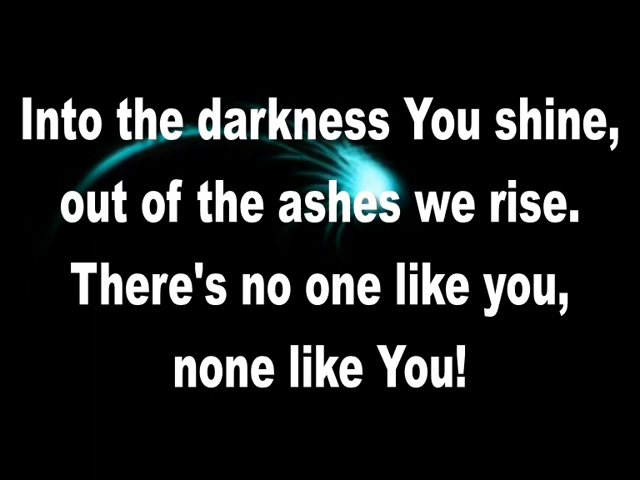 Into the darkness You shine,
out of the ashes we rise.
There's no one like you,
none like You!